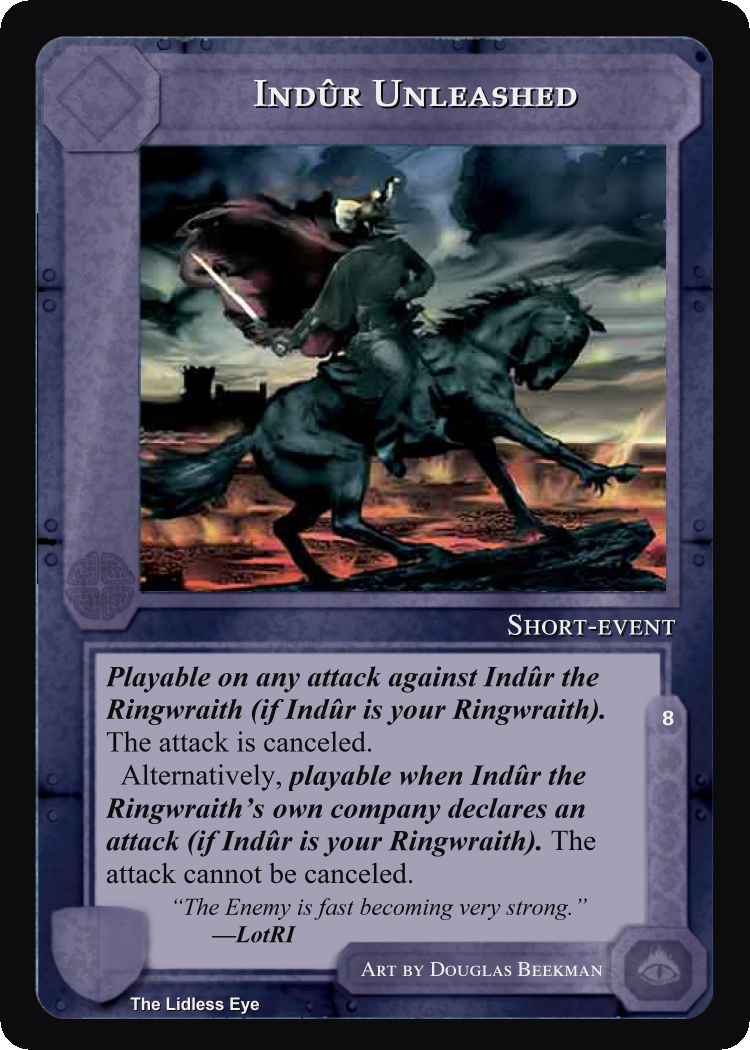 Indûr Unleashed
Short-event
Playable on any attack against Indûr the
Ringwraith (if Indûr is your Ringwraith).
The attack is canceled.
Alternatively, playable when Indûr the
Ringwraith's own company declares an
attack (if Indûr is your Ringwraith). The
attack cannot be canceled.
8
“The Enemy is fast becoming very strong.”
—LotRI
Art by Douglas Beekman
The Lidless Eye